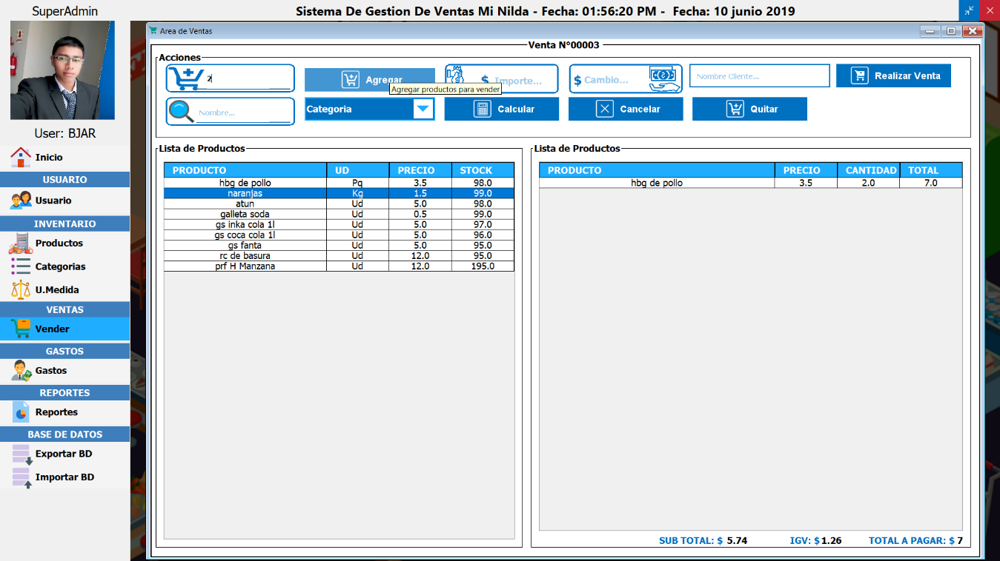 SuperAdmin
Sistema De Gestion De Ventas Mi Nilda - Fecha: 01:56:20 PM - Fecha: 10 junio 2019
User: BJAR
Inicio
USUARIO
Usuario
INVENTARIO
Productos
Categorias
U.Medida
VENTAS
Vender
GASTOS
Gastos
REPORTES
Reportes
BASE DE DATOS
Exportar BD
Importar BD
Area de Ventas
Venta N°00003
Acciones
2
Agregar
$ Importe...
$ Cambio...
Nombre Cliente...
Realizar Venta
Agregar productos para vender
Nombre...
Categoria
Calcular
Cancelar
Quitar
Lista de Productos
PRODUCTO UD PRECIO STOCK
hbg de pollo Pq 3.5 98.0
naranjas Kg 1.5 99.0
atun Ud 5.0 98.0
galleta soda Ud 0.5 99.0
gs inka cola 1l Ud 5.0 97.0
gs coca cola 1l Ud 5.0 96.0
gs fanta Ud 5.0 95.0
rc de basura Ud 12.0 95.0
prf H Manzana Ud 12.0 195.0
Lista de Productos
PRODUCTO PRECIO CANTIDAD TOTAL
hbg de pollo 3.5 2.0 7.0
SUB TOTAL: $ 5.74 IGV: $ 1.26 TOTAL A PAGAR: $ 7